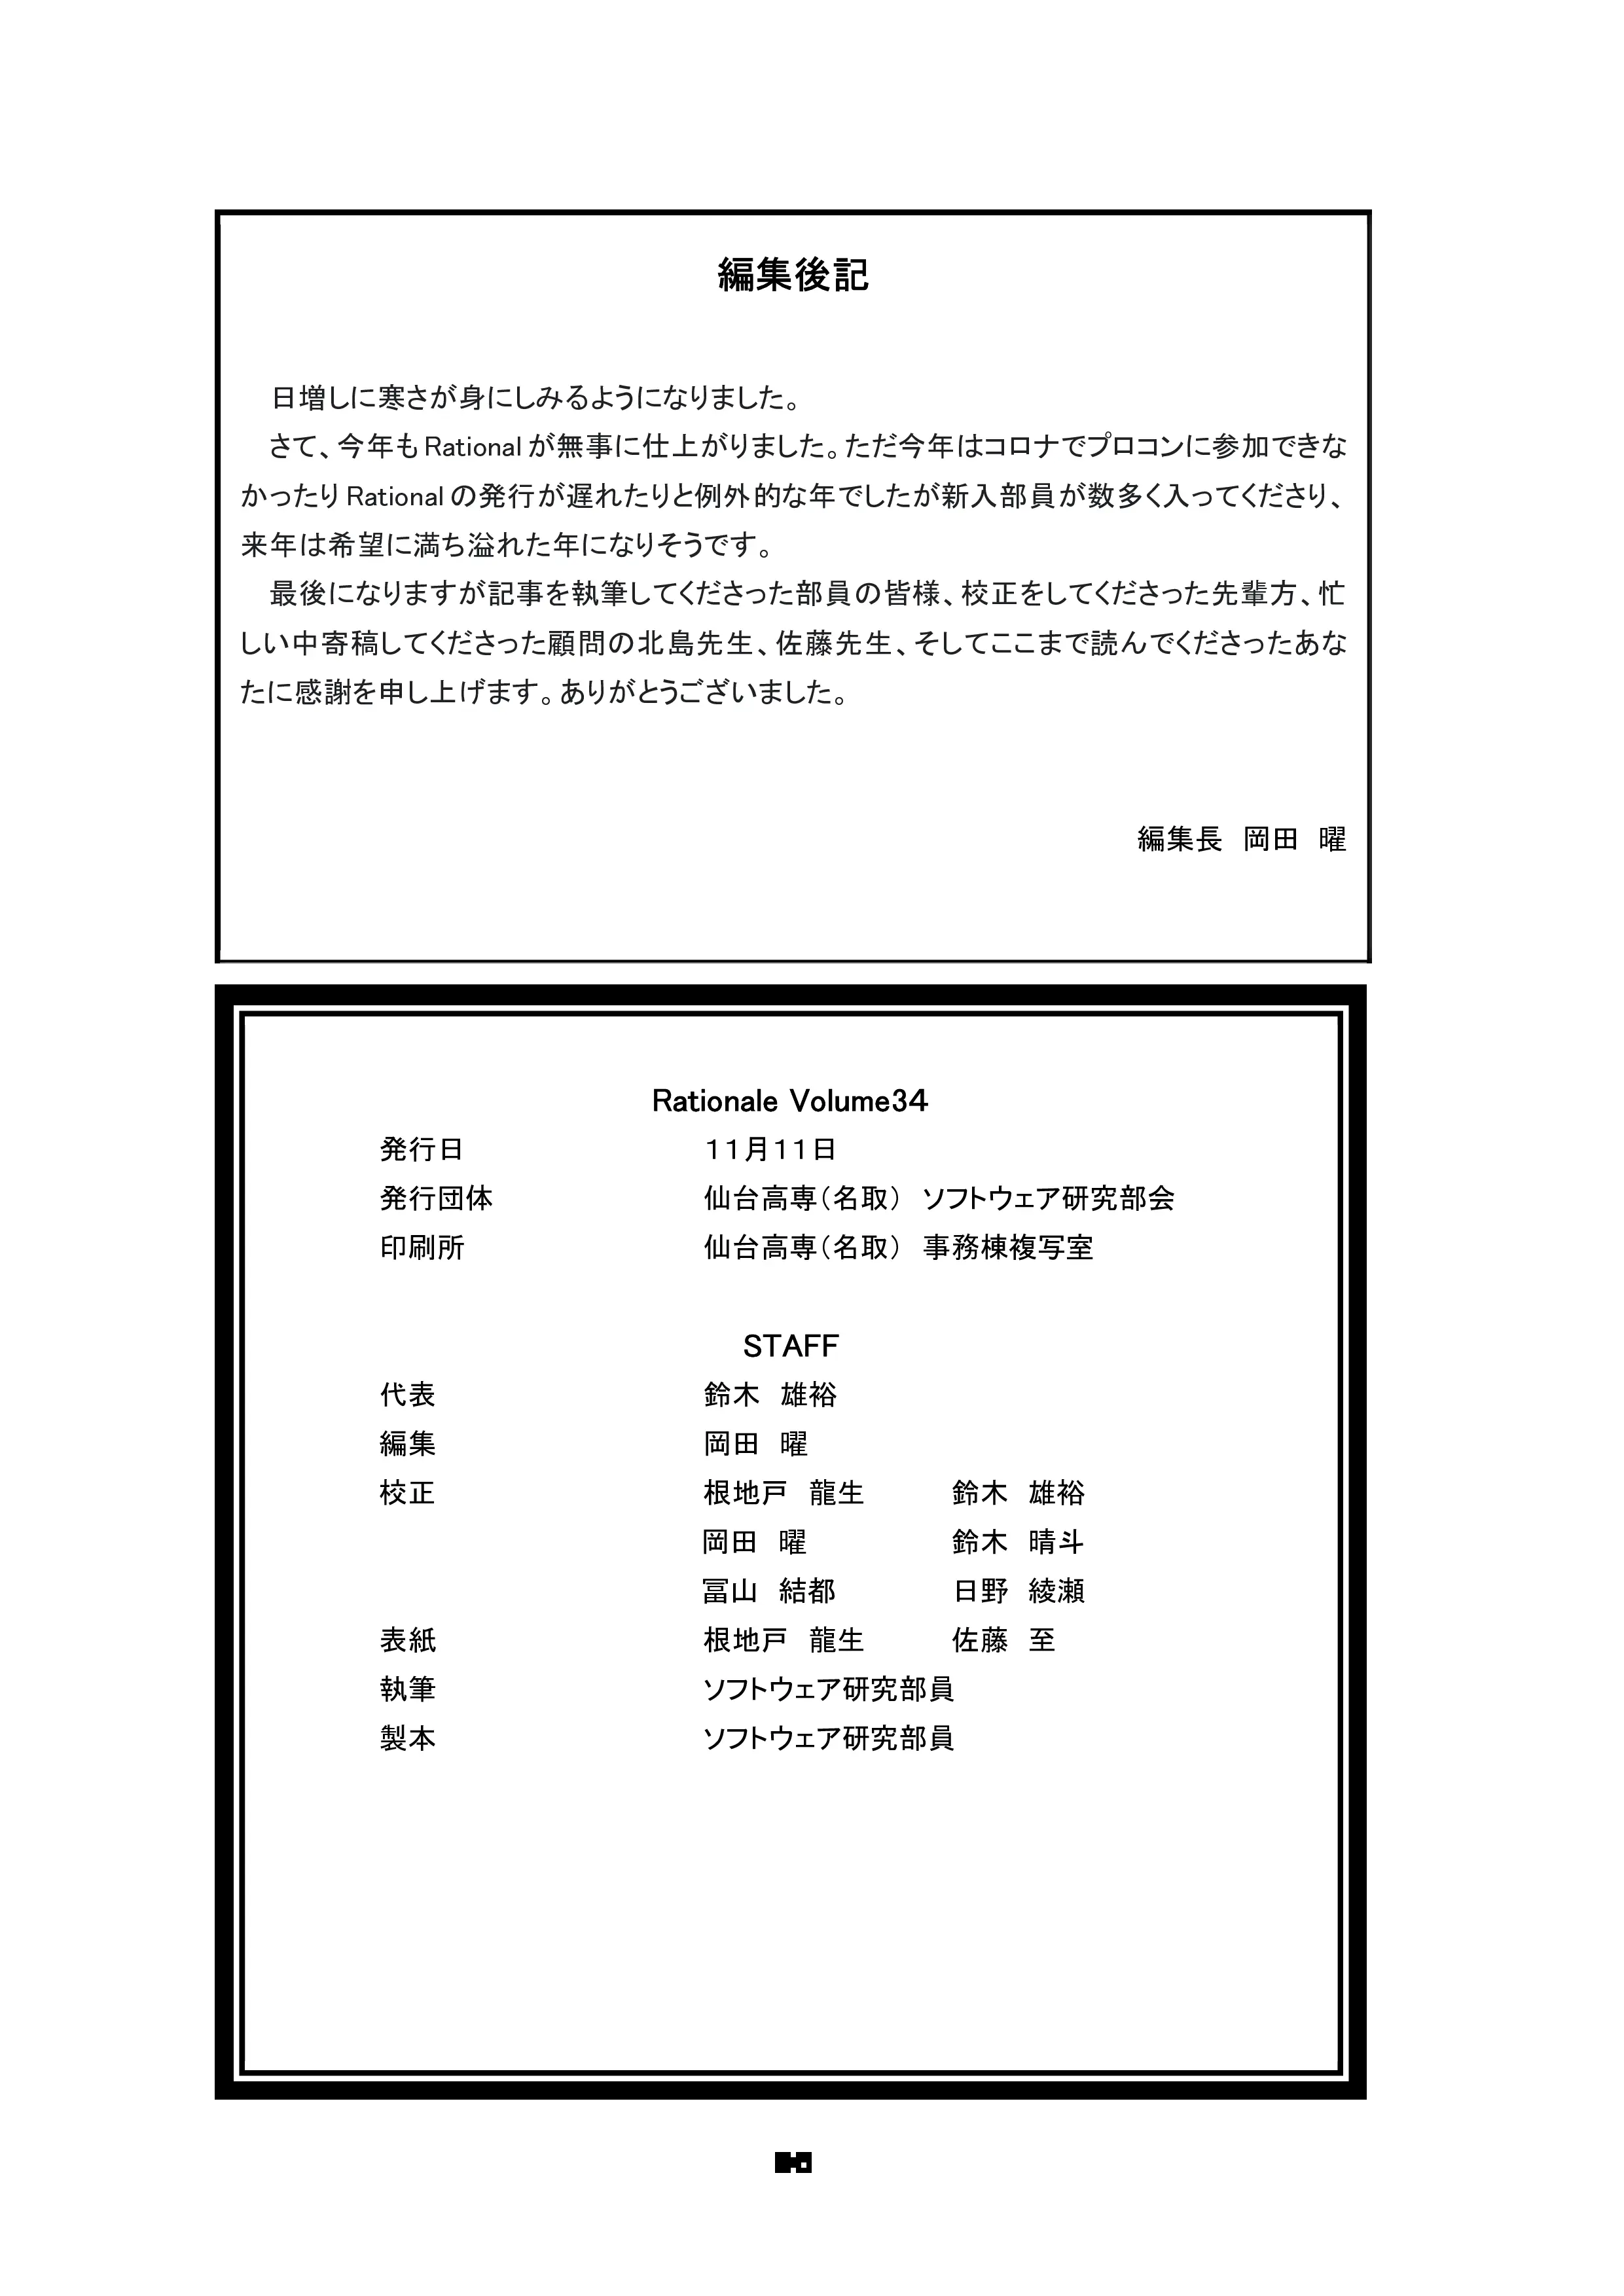 編集後記
日増しに寒さが身にしみるようになりました。
さて、今年もRationalが無事に仕上がりました。ただ今年はコロナでプロコンに参加できな
かったりRationalの発行が遅れたりと例外的な年でしたが新入部員が数多く入ってくださり、
来年は希望に満ち溢れた年になりそうです。
最後になりますが記事を執筆してくださった部員の皆様、校正をしてくださった先輩方、忙
しい中寄稿してくださった顧問の北島先生、佐藤先生、そしてここまで読んでくださったあな
たに感謝を申し上げます。ありがとうございました。
編集長　岡田　曜
Rationale Volume34
発行日　１１月１１日
発行団体　仙台高専（名取）　ソフトウェア研究部会
印刷所　仙台高専（名取）　事務棟複写室
STAFF
代表　鈴木　雄裕
編集　岡田　曜
校正　根地戸　龍生　鈴木　雄裕
岡田　曜　鈴木　晴斗
冨山　結都　日野　綾瀬
表紙　根地戸　龍生　佐藤　至
執筆　ソフトウェア研究部員
製本　ソフトウェア研究部員